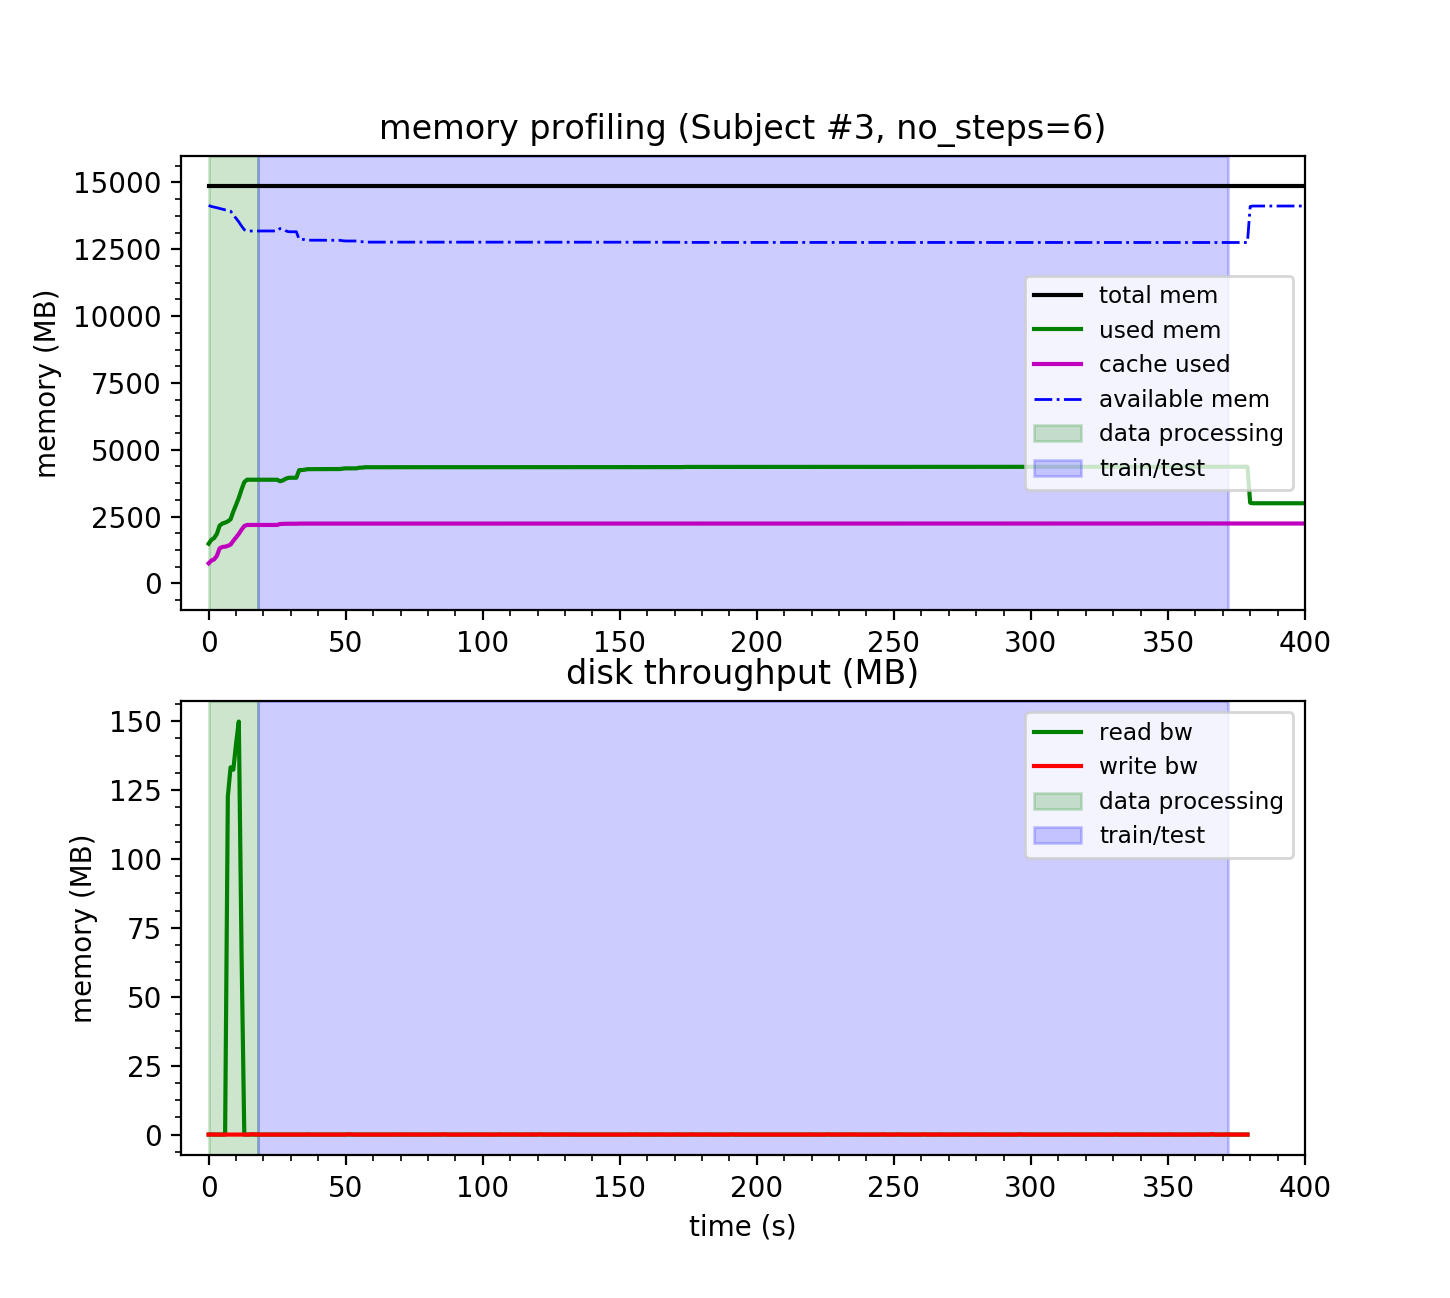 memory profiling (Subject #3, no_steps=6)
memory (MB)
15000
12500
10000
7500
5000
2500
0
total mem
used mem
cache used
available mem
data processing
train/test
0 50 100 150 200 250 300 350 400
disk throughput (MB)
memory (MB)
150
125
100
75
50
25
0
read bw
write bw
data processing
train/test
0 50 100 150 200 250 300 350 400
time (s)